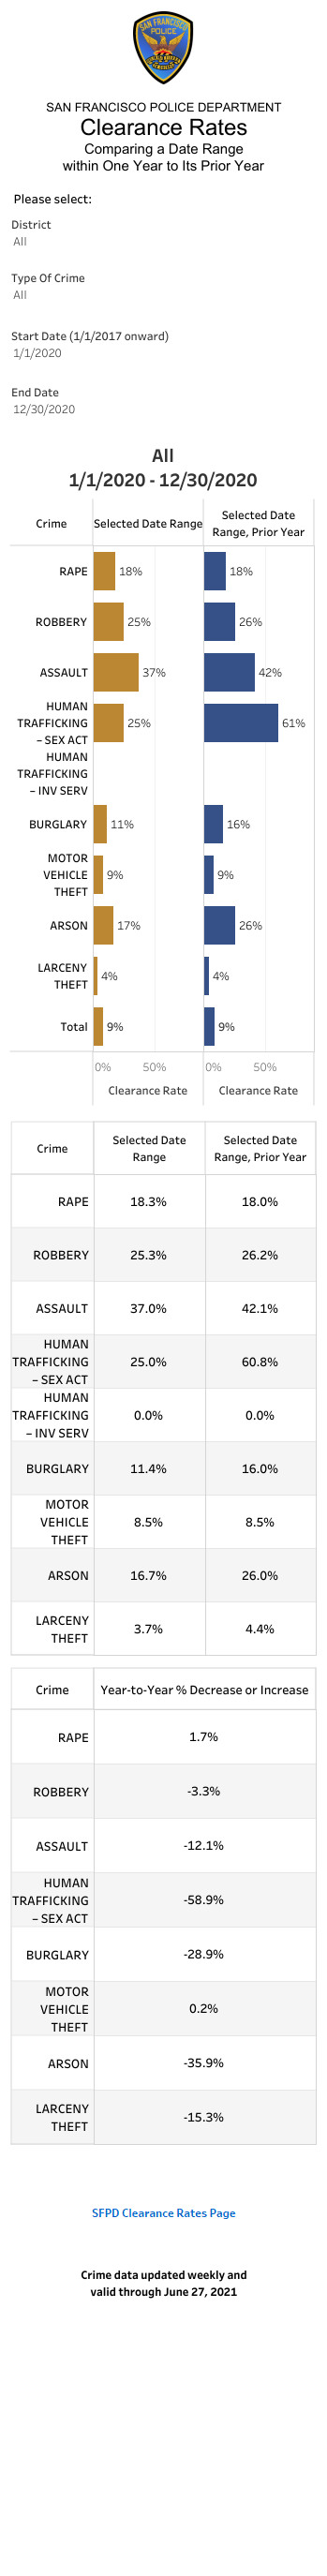 SAN FRANCISCO
POLICE
SAN FRANCISCO POLICE DEPARTMENT
Clearance Rates
Comparing a Date Range
within One Year to Its Prior Year
Please select:
District
All
Type Of Crime
All
Start Date (1/1/2017 onward)
1/1/2020
End Date
12/30/2020
All
1/1/2020 - 12/30/2020
Crime
Selected Date Range
Selected Date
Range, Prior Year
RAPE 18% 18%
ROBBERY 25% 26%
ASSAULT 37% 42%
HUMAN
TRAFFICKING 25% 61%
– SEX ACT
HUMAN
TRAFFICKING
– INV SERV
BURGLARY 11% 16%
MOTOR
VEHICLE 9% 9%
THEFT
ARSON 17% 26%
LARCENY
THEFT 4% 4%
Total 9% 9%
0% 50% 0% 50%
Clearance Rate Clearance Rate
Crime
Selected Date
Range
Selected Date
Range, Prior Year
RAPE 18.3% 18.0%
ROBBERY 25.3% 26.2%
ASSAULT 37.0% 42.1%
HUMAN
TRAFFICKING 25.0% 60.8%
– SEX ACT
HUMAN
TRAFFICKING 0.0% 0.0%
– INV SERV
BURGLARY 11.4% 16.0%
MOTOR
VEHICLE 8.5% 8.5%
THEFT
ARSON 16.7% 26.0%
LARCENY
THEFT 3.7% 4.4%
Crime Year-to-Year % Decrease or Increase
RAPE 1.7%
ROBBERY -3.3%
ASSAULT -12.1%
HUMAN
TRAFFICKING -58.9%
– SEX ACT
BURGLARY -28.9%
MOTOR
VEHICLE 0.2%
THEFT
ARSON -35.9%
LARCENY
THEFT -15.3%
SFPD Clearance Rates Page
Crime data updated weekly and
valid through June 27, 2021